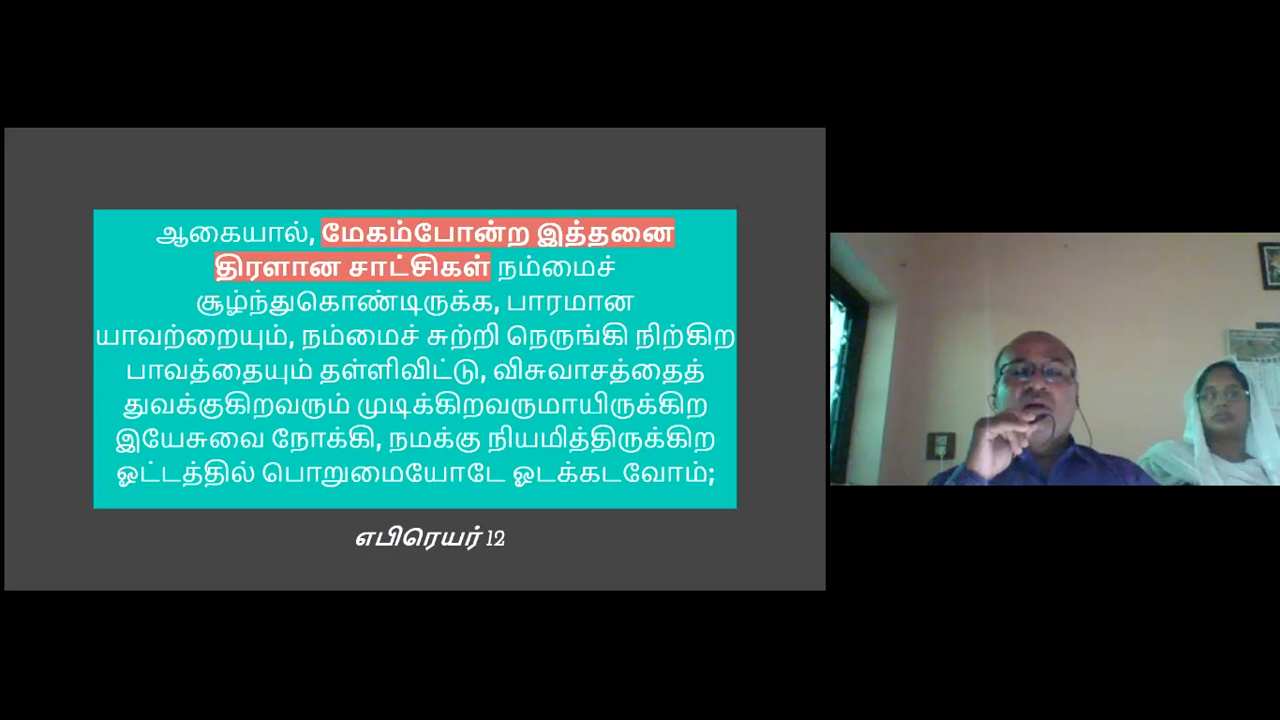 ஆகையால், மேகம்போன்ற இத்தனை
திரளான சாட்சிகள் நம்மைச்
சூழ்ந்துகொண்டிருக்க, பாரமான
யாவற்றையும், நம்மைச் சுற்றி நெருங்கி நிற்கிற
பாவத்தையும் தள்ளிவிட்டு, விசுவாசத்தைத்
துவக்குகிறவரும் முடிக்கிறவருமாயிருக்கிற
இயேசுவை நோக்கி, நமக்கு நியமித்திருக்கிற
ஓட்டத்தில் பொறுமையோடே ஓடக்கடவோம்;
எபிரெயர் 12